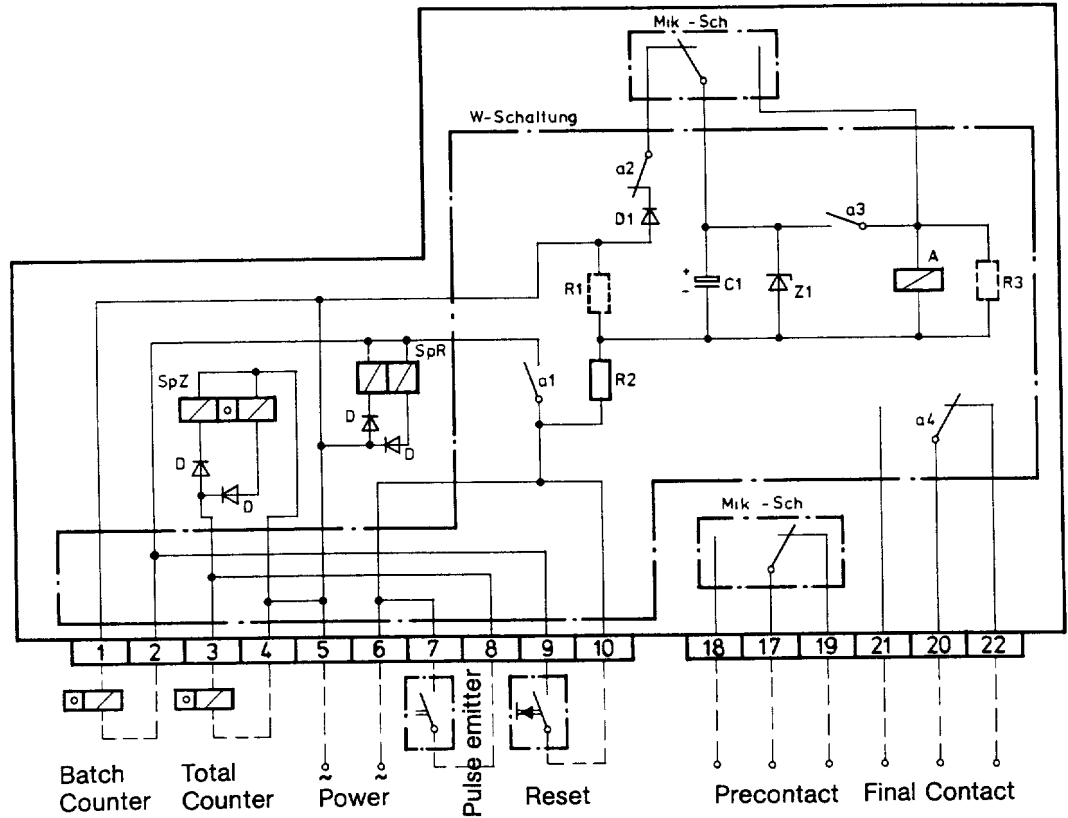 Mik - Sch
W-Schaltung
a2
D1
a3
A
R1
+
-
C1
Z1
R3
SpR
SpZ
a1
R2
D
D
a4
D
D
Mik - Sch
1 2 3 4 5 6 7 8 9 10 18 17 19 21 20 22
~ ~
Pulse emitter
Batch Counter
Total Counter
Power
Reset
Precontact
Final Contact